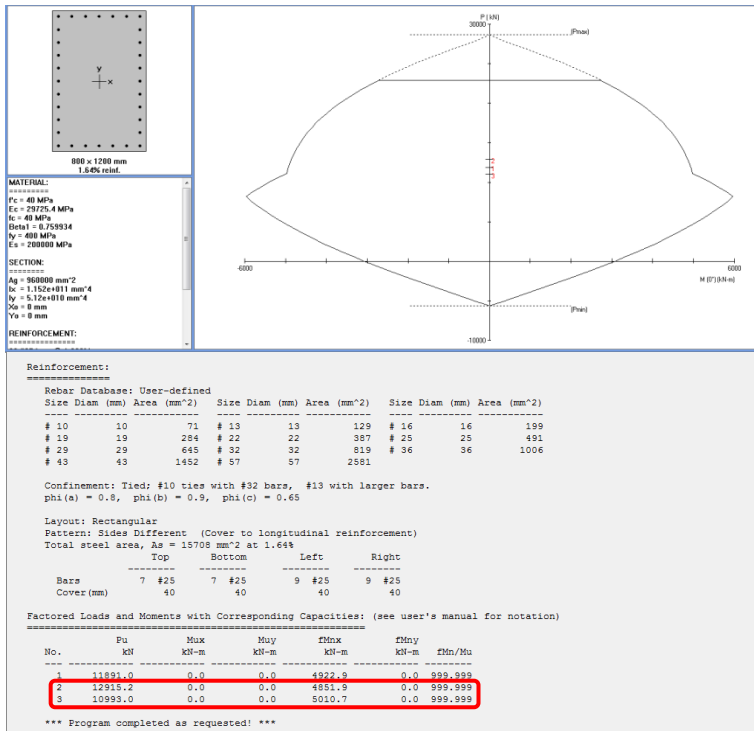 y
x
800 x 1200 mm
1.64% reinf.
MATERIAL:
=========
f'c = 40 MPa
Ec = 29725.4 MPa
fc = 40 MPa
Beta1 = 0.759934
fy = 400 MPa
Es = 200000 MPa
SECTION:
========
Ag = 960000 mm^2
Ix = 1.152e+011 mm^4
Iy = 5.12e+010 mm^4
Xo = 0 mm
Yo = 0 mm
REINFORCEMENT:
==============
P (kN)
30000
(Pmax)
-6000
6000
M (0°) (kN-m)
(Pmin)
-10000
Reinforcement:
==============
Rebar Database: User-defined
Size Diam (mm) Area (mm^2) Size Diam (mm) Area (mm^2) Size Diam (mm) Area (mm^2)
---- --------- ----------- ---- --------- ----------- ---- --------- -----------
# 10 10 71 # 13 13 129 # 16 16 199
# 19 19 284 # 22 22 387 # 25 25 491
# 29 29 645 # 32 32 819 # 36 36 1006
# 43 43 1452 # 57 57 2581
Confinement: Tied; #10 ties with #32 bars, #13 with larger bars.
phi(a) = 0.8, phi(b) = 0.9, phi(c) = 0.65
Layout: Rectangular
Pattern: Sides Different (Cover to longitudinal reinforcement)
Total steel area, As = 15708 mm^2 at 1.64%
Top Bottom Left Right
-------- -------- -------- --------
Bars 7 #25 7 #25 9 #25 9 #25
Cover(mm) 40 40 40 40
Factored Loads and Moments with Corresponding Capacities: (see user's manual for notation)
=========================================================
Pu Mux Muy fMnx fMny
No. kN kN-m kN-m kN-m kN-m fMn/Mu
--- ------------ ------------ ------------ ------------ ------------ -------
1 11891.0 0.0 0.0 4922.9 0.0 999.999
2 12915.2 0.0 0.0 4851.9 0.0 999.999
3 10993.0 0.0 0.0 5010.7 0.0 999.999
*** Program completed as requested! ***